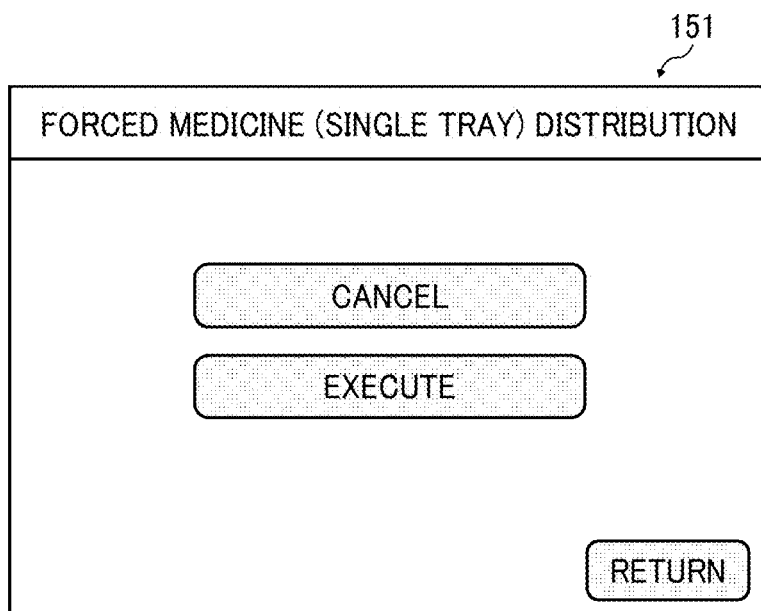 151
FORCED MEDICINE (SINGLE TRAY) DISTRIBUTION
CANCEL
EXECUTE
RETURN